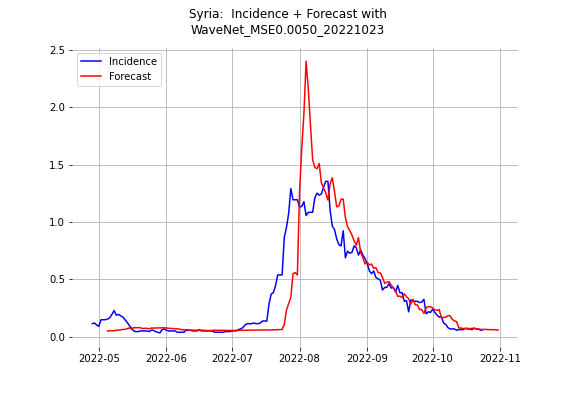 Syria:  Incidence + Forecast with
WaveNet_MSE0.0050_20221023
Incidence
Forecast
2.5
2.0
1.5
1.0
0.5
0.0
2022-05 2022-06 2022-07 2022-08 2022-09 2022-10 2022-11